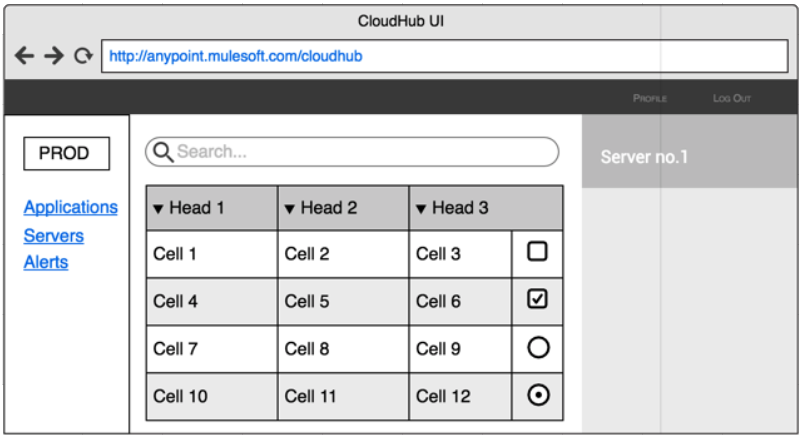 CloudHub UI
http://anypoint.mulesoft.com/cloudhub
Profile Log Out
PROD
Search...
Server no.1
Applications
Servers
Alerts
Head 1 Head 2 Head 3
Cell 1 Cell 2 Cell 3
Cell 4 Cell 5 Cell 6
Cell 7 Cell 8 Cell 9
Cell 10 Cell 11 Cell 12